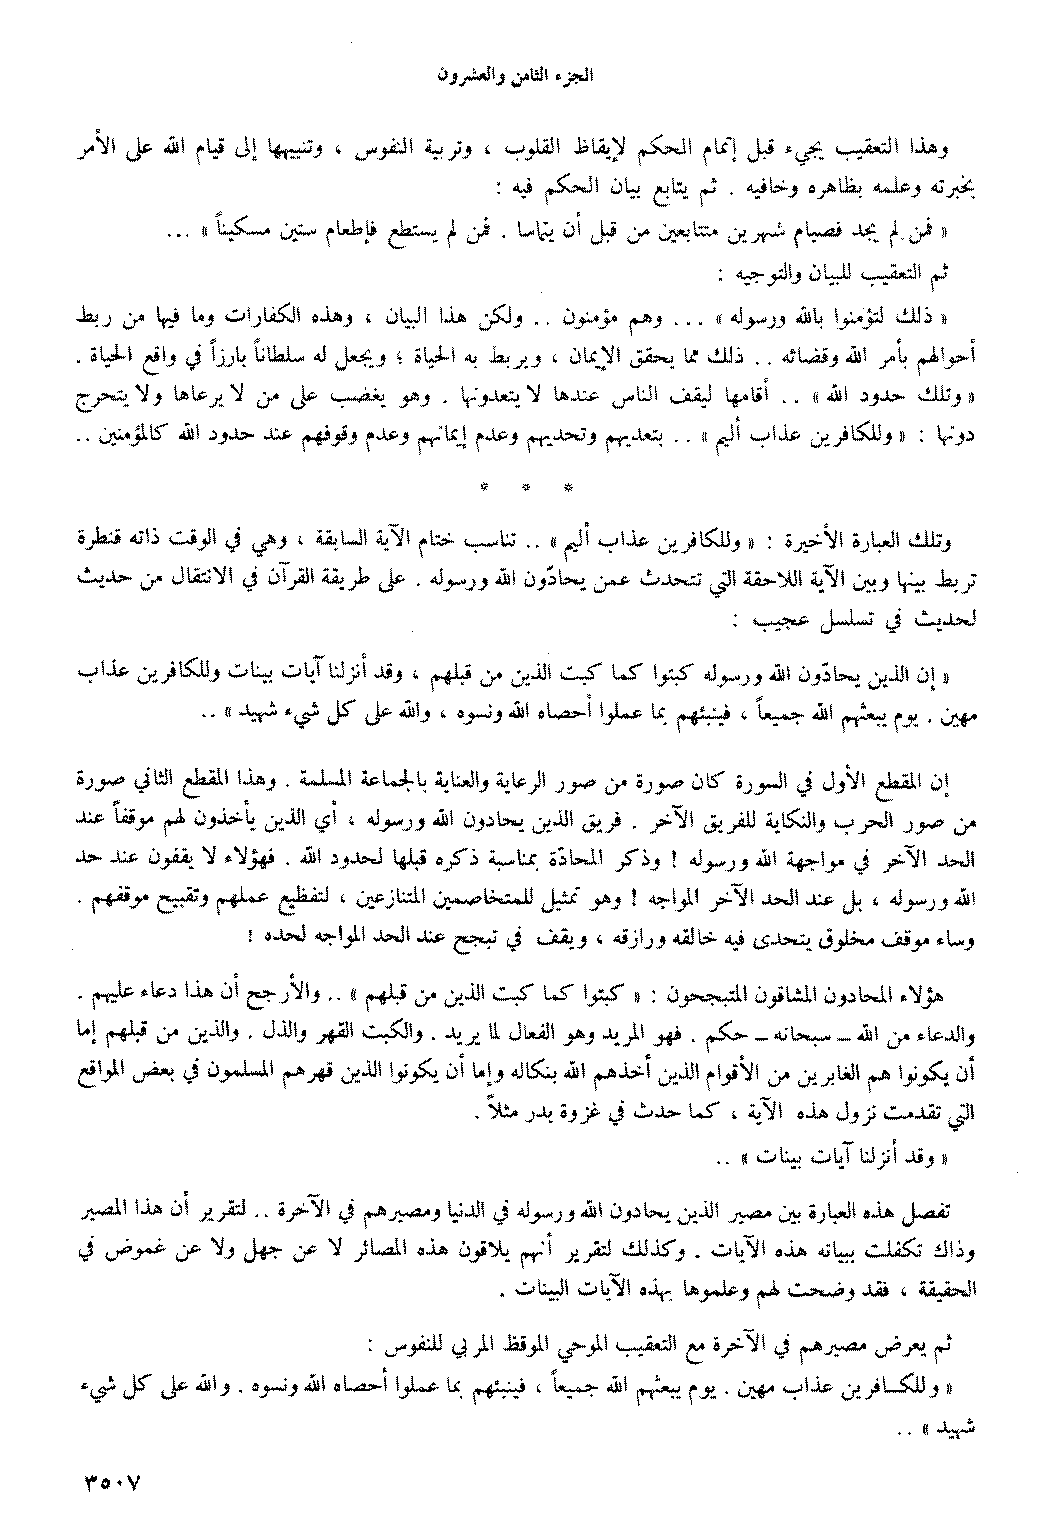 الجزء الثامن والعشرون
وهذا التعقيب يجيء قبل إتمام الحكم لإيقاظ القلوب ، وتربية النفوس ، وتنبيهها إلى قيام الله على الأمر
بخبرته وعلمه بظاهره وخافيه . ثم يتابع بيان الحكم فيه :
« فمن لم يجد فصيام شهرين متتابعين من قبل أن يتماسا . فمن لم يستطع فإطعام ستين مسكيناً » ...
ثم التعقيب للبيان والتوجيه :
« ذلك لتؤمنوا بالله ورسوله » ... وهم مؤمنون .. ولكن هذا البيان ، وهذه الكفارات وما فيها من ربط
أحوالهم بأمر الله وقضائه .. ذلك مما يحقق الإيمان ، ويربط به الحياة ؛ ويجعل له سلطاناً بارزاً في واقع الحياة .
« وتلك حدود الله » .. أقامها ليقف الناس عندها لا يتعدونها . وهو يغضب على من لا يرعاها ولا يتحرج
دونها : « وللكافرين عذاب أليم » .. بتعديهم وتحديهم وعدم إيمانهم وعدم وقوفهم عند حدود الله كالمؤمنين ..
* * *
وتلك العبارة الأخيرة : « وللكافرين عذاب أليم » .. تناسب ختام الآية السابقة ، وهي في الوقت ذاته قنطرة
تربط بينها وبين الآية اللاحقة التي تتحدث عمن يحادّون الله ورسوله . على طريقة القرآن في الانتقال من حديث
لحديث في تسلسل عجيب :
« إن الذين يحادّون الله ورسوله كبتوا كما كبت الذين من قبلهم ، وقد أنزلنا آيات بينات وللكافرين عذاب
مهين . يوم يبعثهم الله جميعاً ، فينبئهم بما عملوا أحصاه الله ونسوه ، والله على كل شيء شهيد » ..
إن المقطع الأول في السورة كان صورة من صور الرعاية والعناية بالجماعة المسلمة . وهذا المقطع الثاني صورة
من صور الحرب والنكاية للفريق الآخر . فريق الذين يحادون الله ورسوله ، أي الذين يأخذون لهم موقفاً عند
الحد الآخر في مواجهة الله ورسوله ! وذكر المحادّة بمناسبة ذكره قبلها لحدود الله . فهؤلاء لا يقفون عند حد
الله ورسوله ، بل عند الحد الآخر المواجه ! وهو تمثيل للمتخاصمين المتنازعين ، لتفظيع عملهم وتقبيح موقفهم .
وساء موقف مخلوق يتحدى فيه خالقه ورازقه ، ويقف في تبجح عند الحد المواجه لحده !
هؤلاء المحادون المشاقون المتبجحون : « كبتوا كما كبت الذين من قبلهم » .. والأرجح أن هذا دعاء عليهم .
والدعاء من الله – سبحانه – حكم . فهو المريد وهو الفعال لما يريد . والكبت القهر والذل . والذين من قبلهم إما
أن يكونوا هم الغابرين من الأقوام الذين أخذهم الله بنكاله وإما أن يكونوا الذين قهرهم المسلمون في بعض المواقع
التي تقدمت نزول هذه الآية ، كما حدث في غزوة بدر مثلاً .
« وقد أنزلنا آيات بينات » ..
تفصل هذه العبارة بين مصير الذين يحادون الله ورسوله في الدنيا ومصيرهم في الآخرة .. لتقرير أن هذا المصير
وذاك تكفلت ببيانه هذه الآيات . وكذلك لتقرير أنهم يلاقون هذه المصائر لا عن جهل ولا عن غموض في
الحقيقة ، فقد وضحت لهم وعلموها بهذه الآيات البينات .
ثم يعرض مصيرهم في الآخرة مع التعقيب الموحي الموقظ المربي للنفوس :
« وللكافرين عذاب مهين . يوم يبعثهم الله جميعاً ، فينبئهم بما عملوا أحصاه الله ونسوه . والله على كل شيء
شهيد » ..
٣٥٠٧